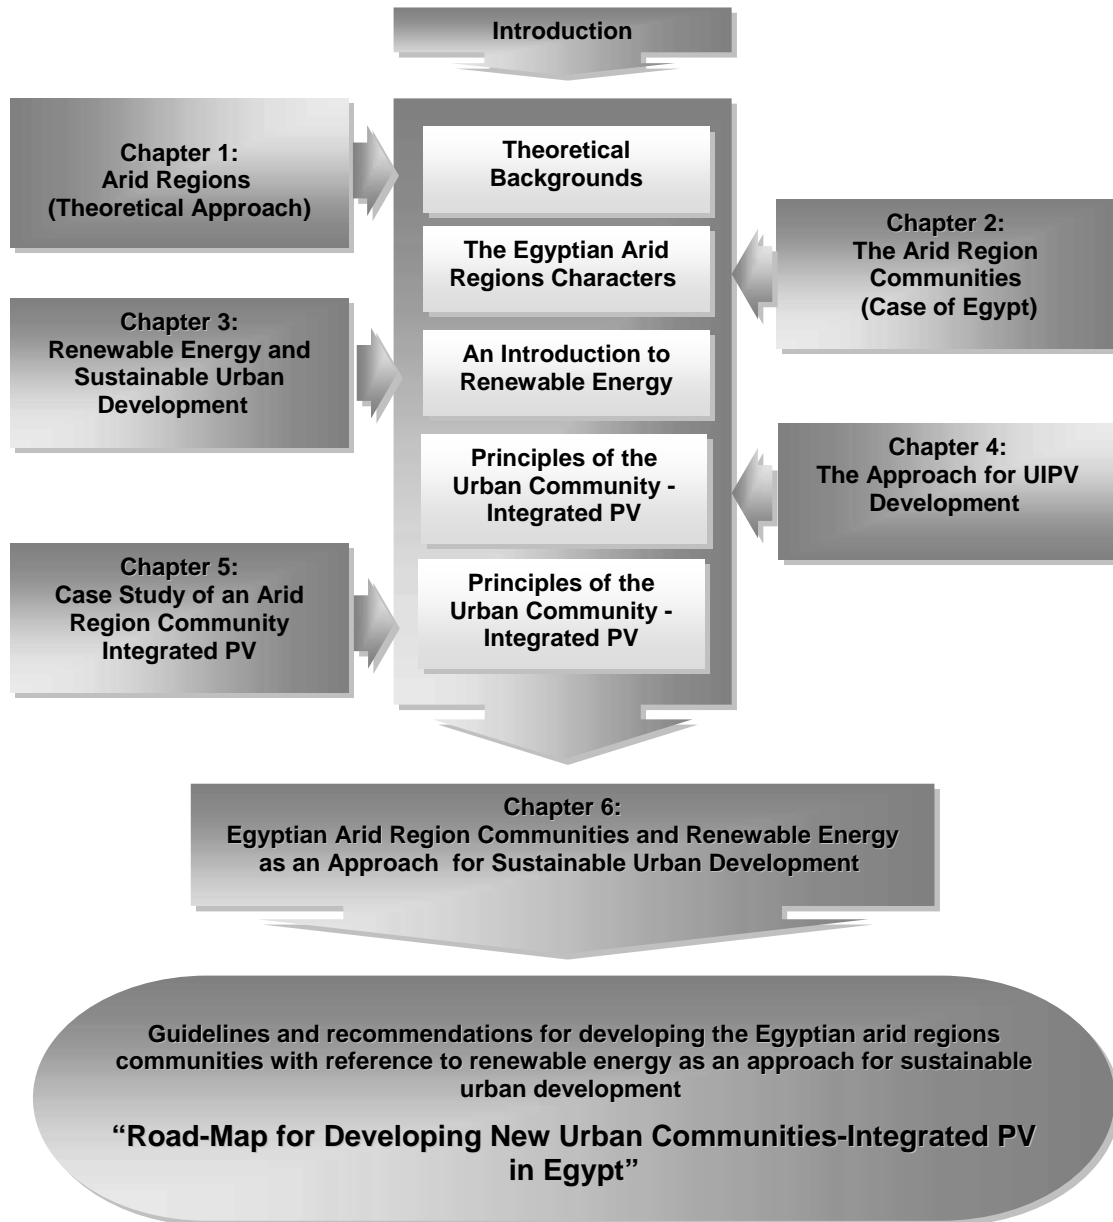 Introduction
Chapter 1:
Arid Regions
(Theoretical Approach)
Theoretical
Backgrounds
The Egyptian Arid
Regions Characters
Chapter 2:
The Arid Region
Communities
(Case of Egypt)
Chapter 3:
Renewable Energy and
Sustainable Urban
Development
An Introduction to
Renewable Energy
Principles of the
Urban Community -
Integrated PV
Chapter 4:
The Approach for UIPV
Development
Chapter 5:
Case Study of an Arid
Region Community
Integrated PV
Principles of the
Urban Community -
Integrated PV
Chapter 6:
Egyptian Arid Region Communities and Renewable Energy
as an Approach for Sustainable Urban Development
Guidelines and recommendations for developing the Egyptian arid regions
communities with reference to renewable energy as an approach for sustainable
urban development
“Road-Map for Developing New Urban Communities-Integrated PV
in Egypt”